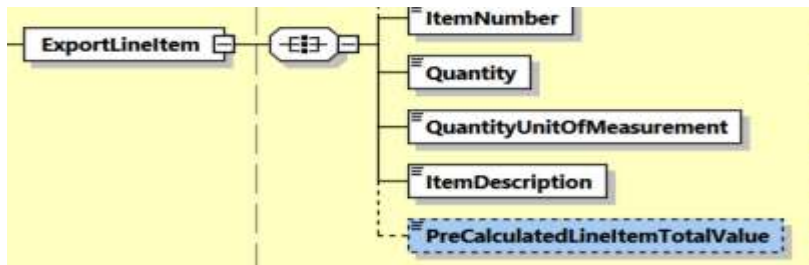 ItemNumber
ExportLineItem
Quantity
QuantityUnitOfMeasurement
ItemDescription
PreCalculatedLineItemTotalValue